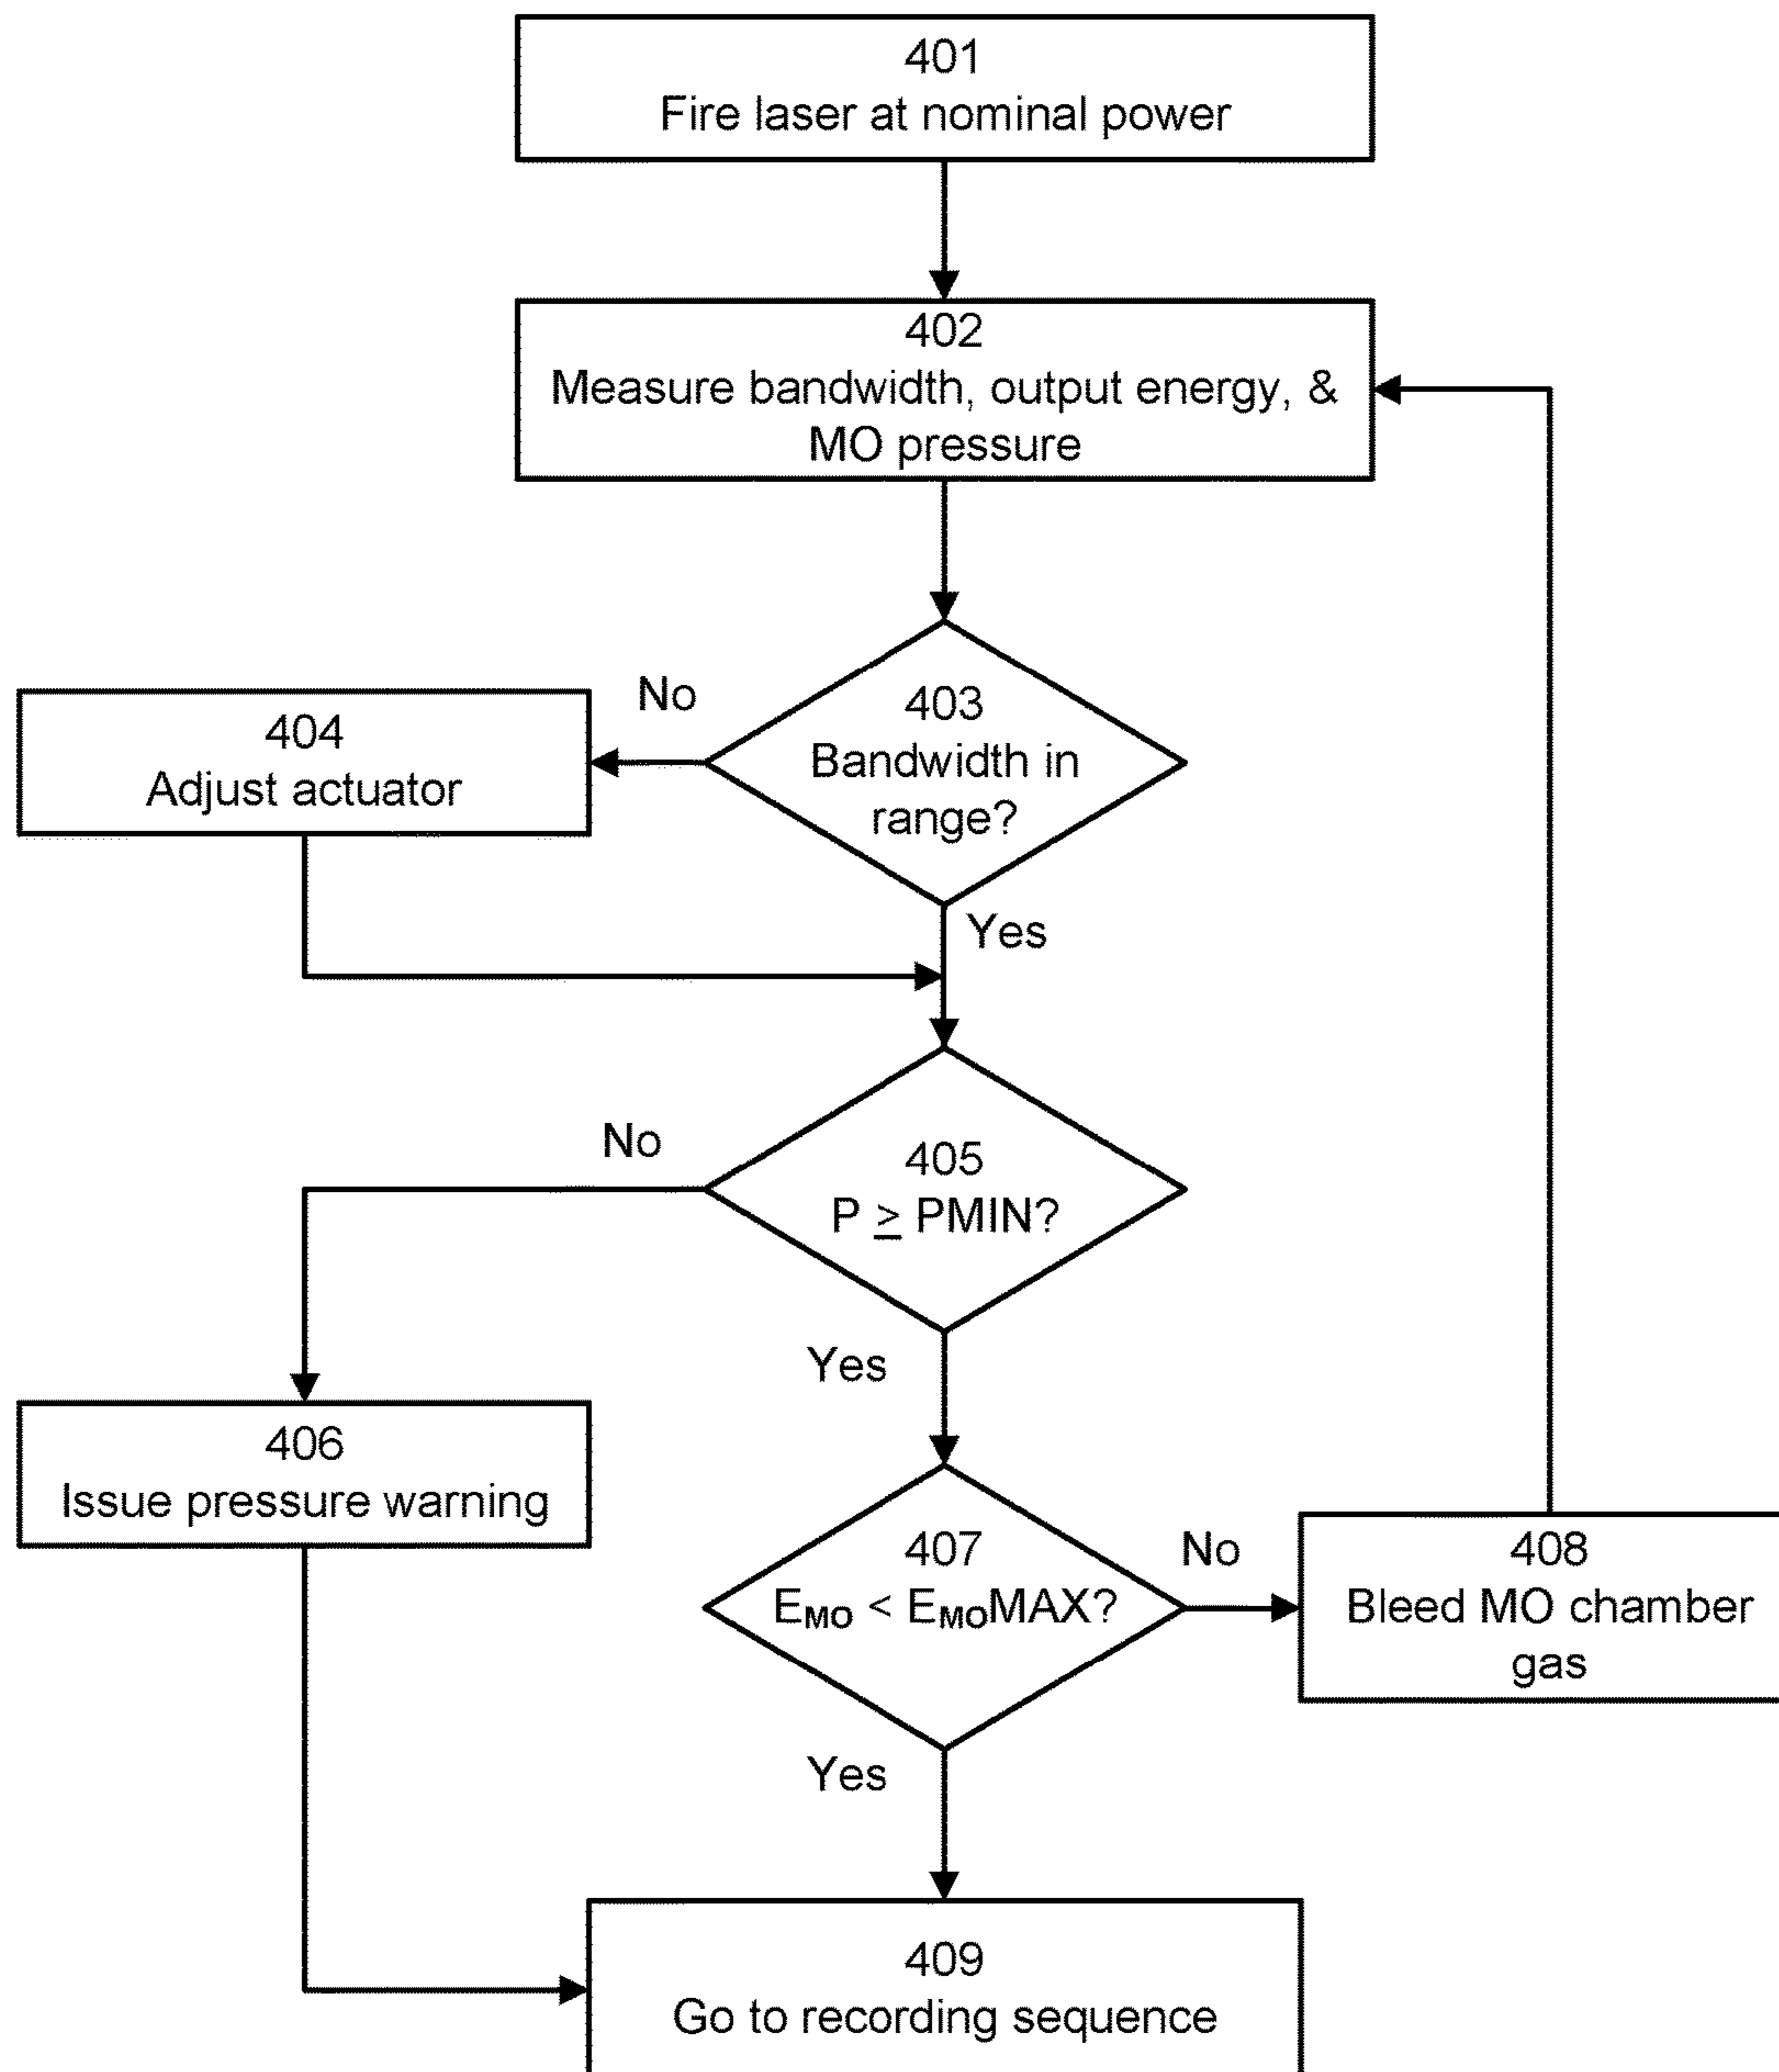 401
Fire laser at nominal power
402
Measure bandwidth, output energy, &
MO pressure
No
403
Bandwidth in
range?
404
Adjust actuator
Yes
No
405
P ≥ PMIN?
Yes
406
Issue pressure warning
407
E_MO < E_MOMAX?
No
408
Bleed MO chamber
gas
Yes
409
Go to recording sequence